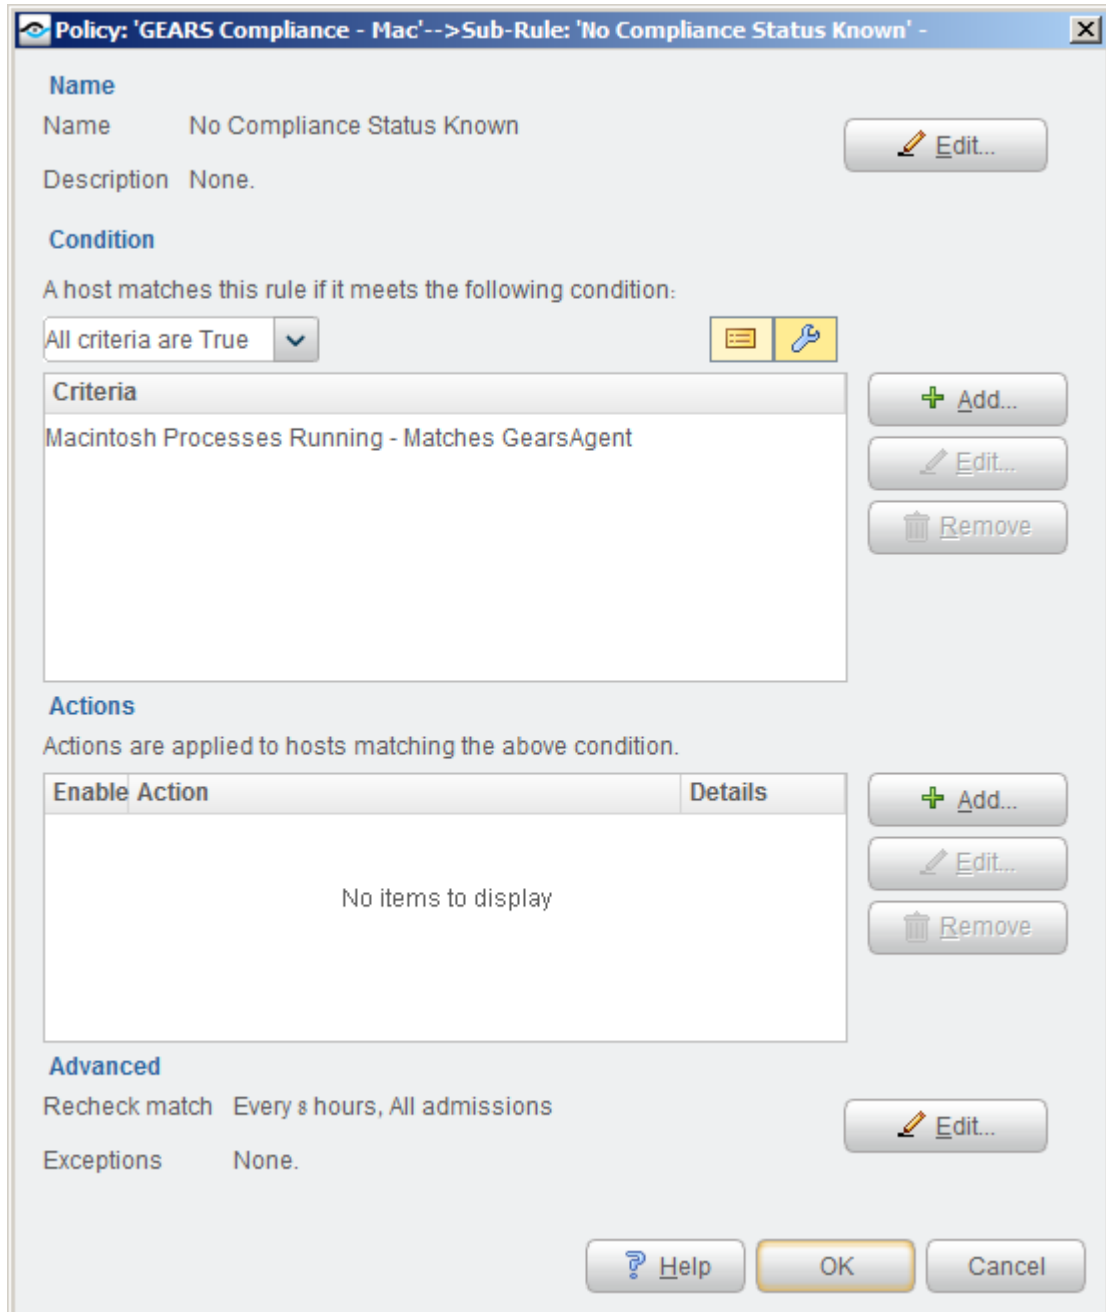 Policy: 'GEARS Compliance - Mac'-->Sub-Rule: 'No Compliance Status Known' -
Name
Name No Compliance Status Known
Edit...
Description None.
Condition
A host matches this rule if it meets the following condition:
All criteria are True
Criteria
Add...
Macintosh Processes Running - Matches GearsAgent
Edit...
Remove
Actions
Actions are applied to hosts matching the above condition.
Enable Action Details
Add...
Edit...
No items to display
Remove
Advanced
Recheck match Every 8 hours, All admissions
Edit...
Exceptions None.
Help OK Cancel